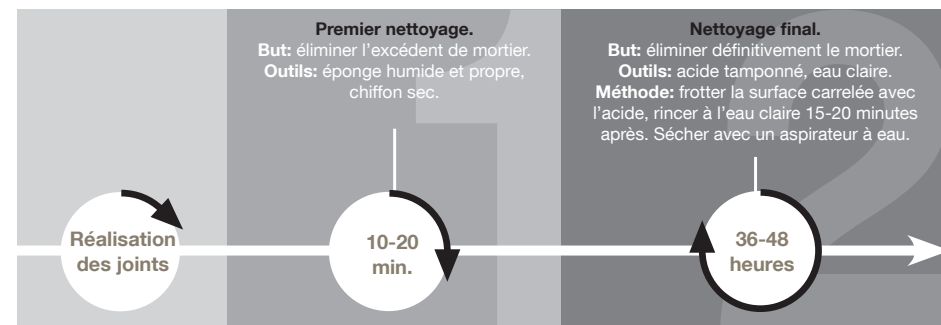 Premier nettoyage.
But: éliminer l'excédent de mortier.
Outils: éponge humide et propre,
chiffon sec.
Nettoyage final.
But: éliminer définitivement le mortier.
Outils: acide tamponné, eau claire.
Méthode: frotter la surface carrelée avec
l'acide, rincer à l'eau claire 15-20 minutes
après. Sécher avec un aspirateur à eau.
1
2
Réalisation
des joints
10-20
min.
36-48
heures